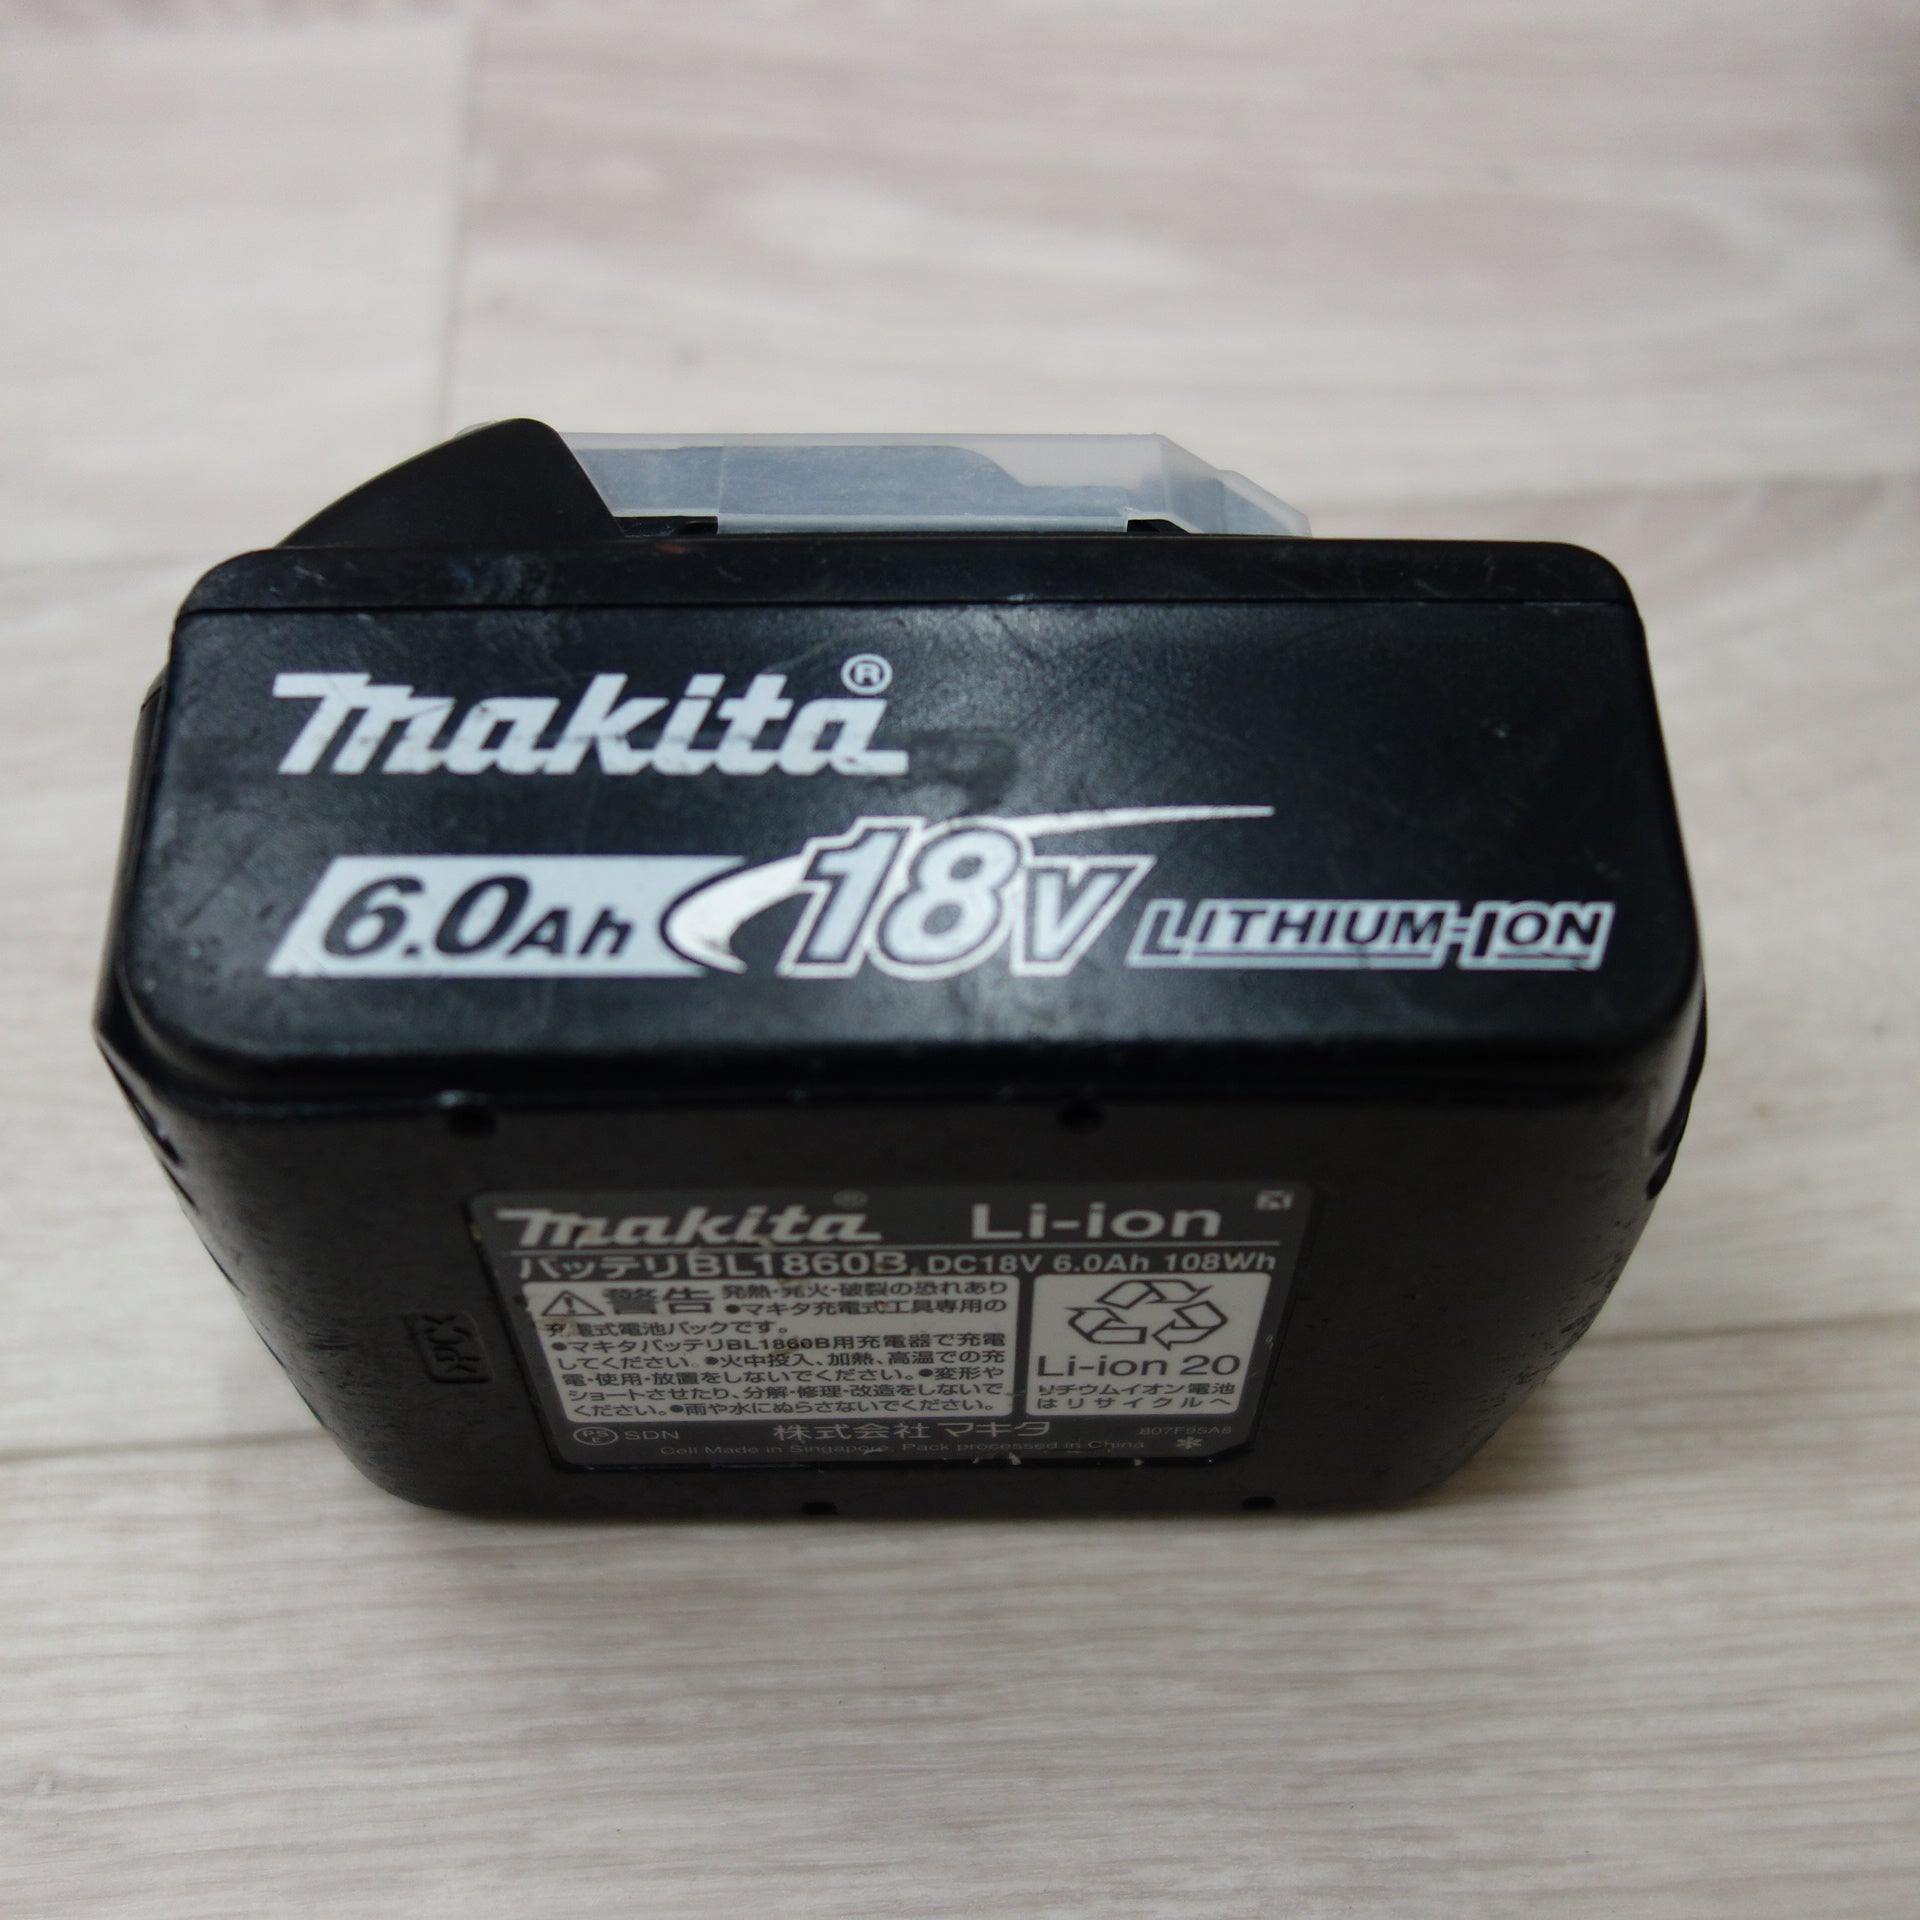 makita®
6.0Ah 18V LITHIUM-ION
makita® Li-ion
バッテリBL1860B DC18V 6.0Ah 108Wh
警告 発熱・発火・破裂の恐れあり
●マキタ充電式工具専用の
充電式電池パックです。
●マキタバッテリBL1860B用充電器で充電
してください。●火中投入、加熱、高温での充
電・使用・放置をしないでください。●変形や
ショートさせたり、分解・修理・改造をしないで
ください。●雨や水にぬらさないでください。
Li-ion 20
リチウムイオン電池
はリサイクルへ
PS E SDN 株式会社 マキタ 807F95A8
Cell Made in Singapore, Pack processed in China *
>PC<